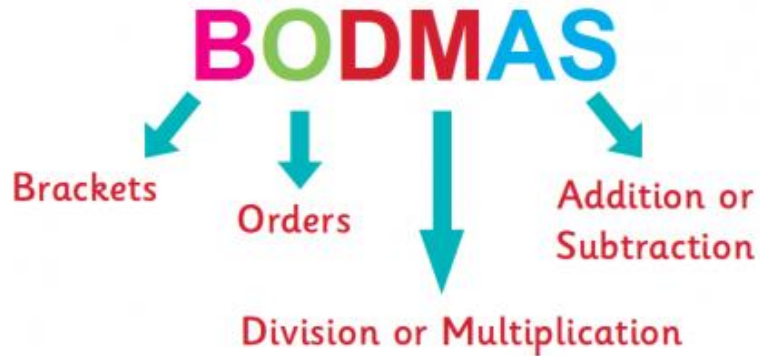 BODMAS
Brackets
Orders
Addition or
Subtraction
Division or Multiplication